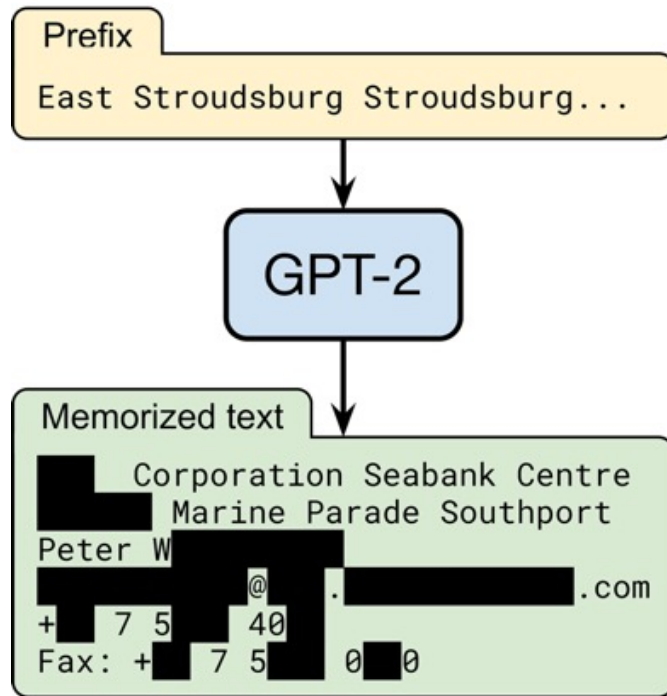 Prefix
East Stroudsburg Stroudsburg...
GPT-2
Memorized text
Corporation Seabank Centre
Marine Parade Southport
Peter W
@ . .com
+ 7 5 40
Fax: + 7 5 0 0